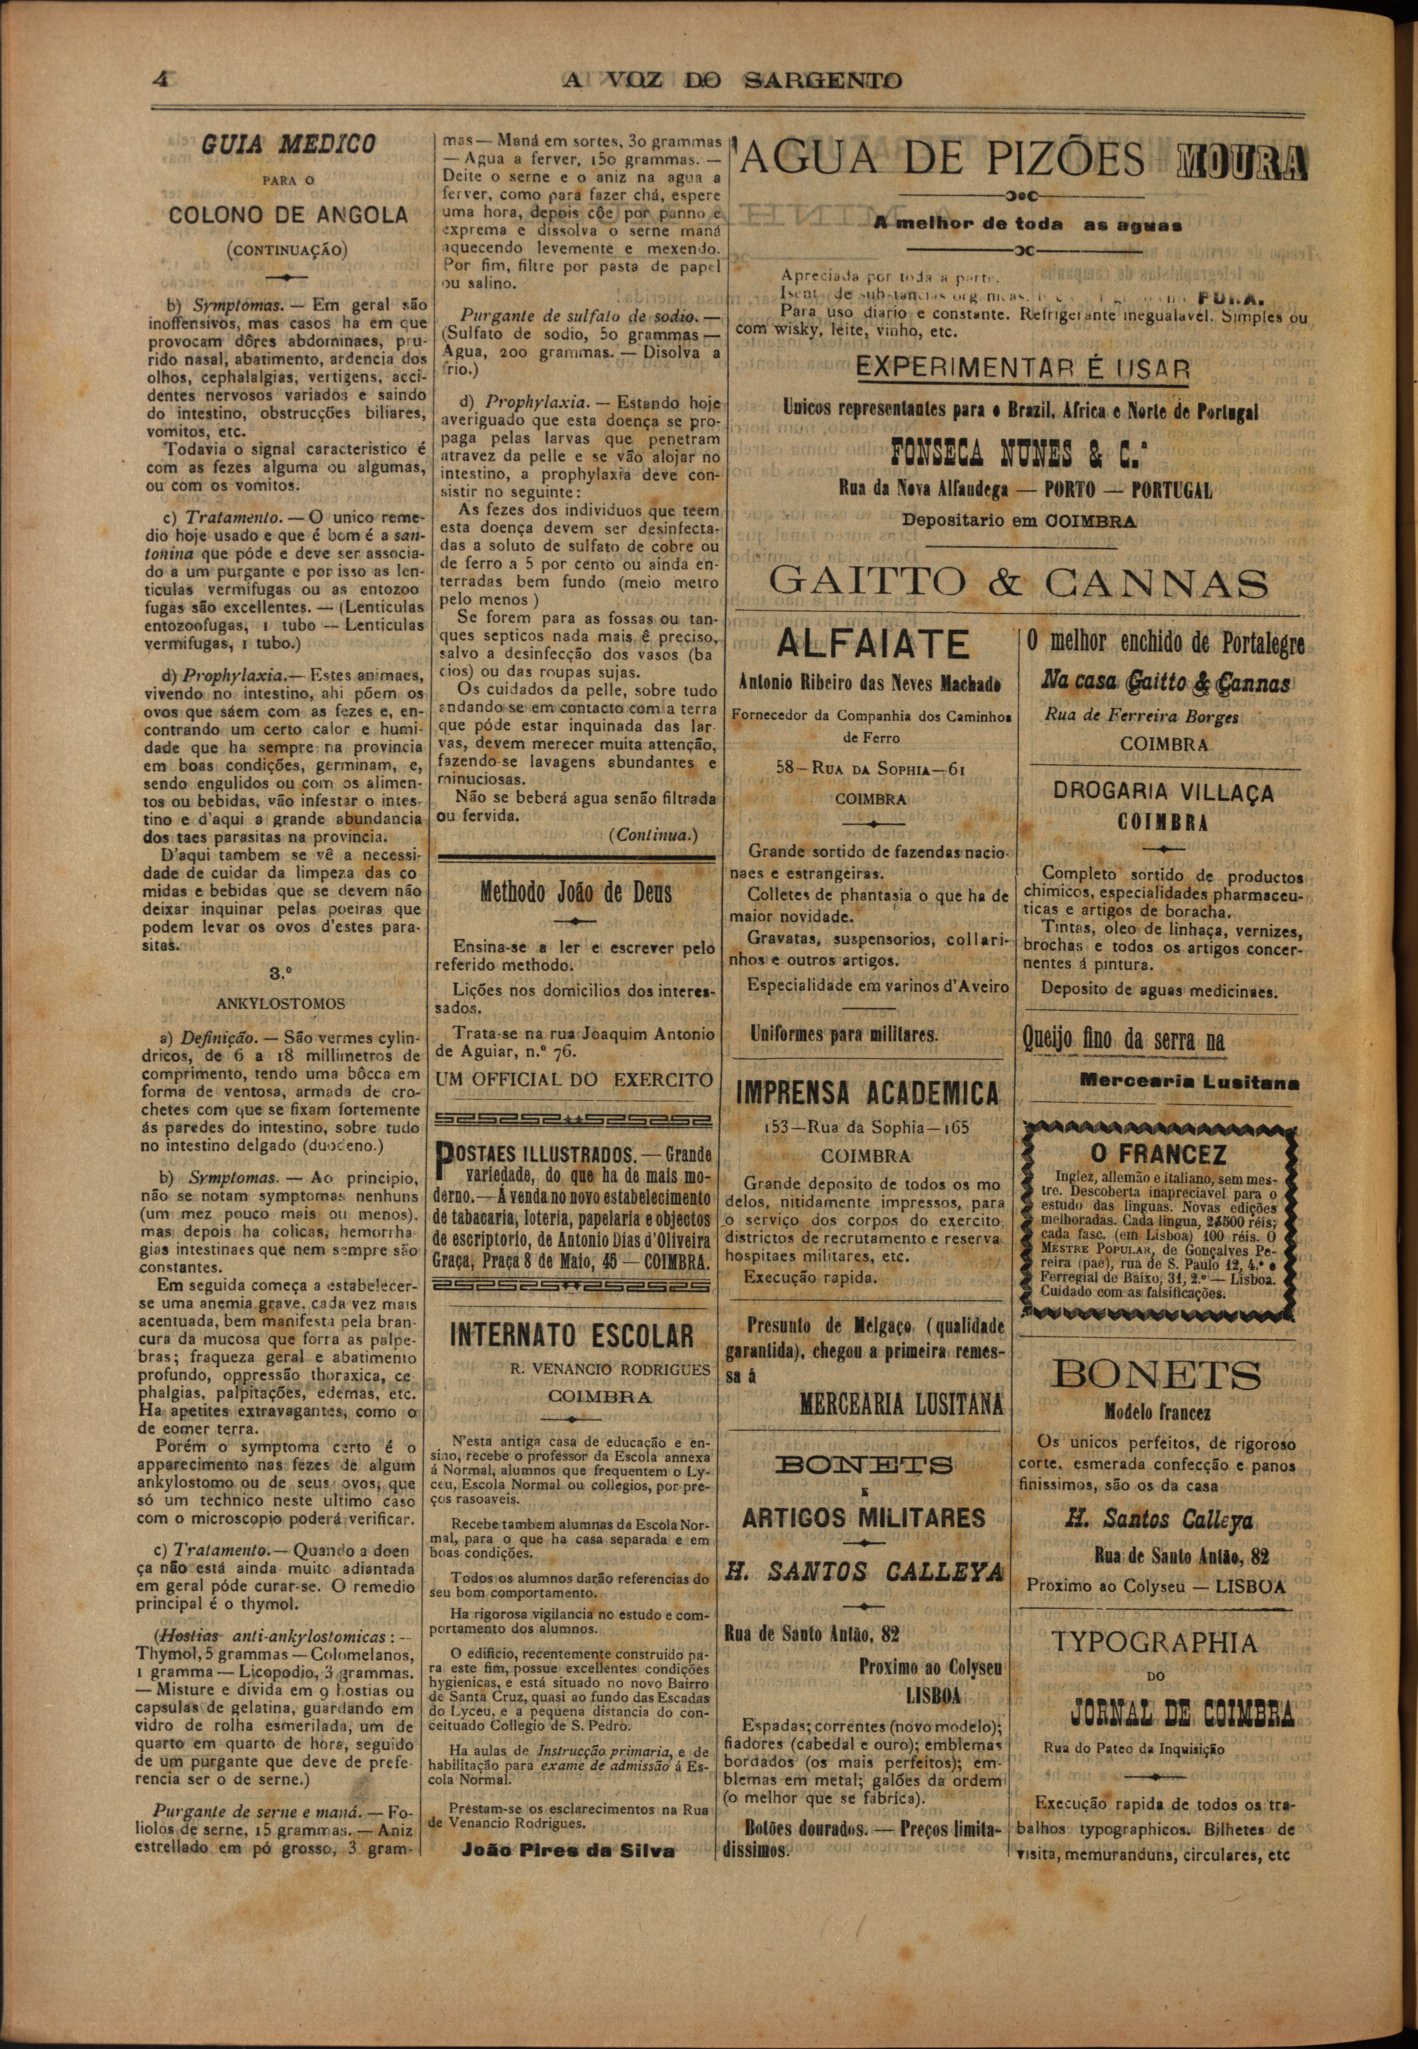 4
A VOZ DO SARGENTO
GUIA MEDICO
PARA O
COLONO DE ANGOLA
(CONTINUAÇÃO)
b) Symptomas. — Em geral são
inoffensivos, mas casos ha em que
provocam dôres abdominaes, pru-
rido nasal, abatimento, ardencia dos
olhos, cephalalgias, vertigens, acci-
dentes nervosos variados e saindo
do intestino, obstrucções biliares,
vomitos, etc.
Todavia o signal caracteristico é
com as fezes alguma ou algumas,
ou com os vomitos.
c) Tratamento. — O unico reme-
dio hoje usado e que é bom é a san-
tonina que póde e deve ser associa-
do a um purgante e por isso as len-
ticulas vermifugas ou as entozoo
fugas são excellentes. — (Lenticulas
entozoofugas, 1 tubo — Lenticulas
vermifugas, 1 tubo.)
d) Prophylaxia.— Estes animaes,
vivendo no intestino, ahi põem os
ovos que sáem com as fezes e, en-
contrando um certo calor e humi-
dade que ha sempre na provincia
em boas condições, germinam, e,
sendo engulidos ou com os alimen-
tos ou bebidas, vão infestar o intes-
tino e d'aqui a grande abundancia
dos taes parasitas na provincia.
D'aqui tambem se vê a necessi-
dade de cuidar da limpeza das co
midas e bebidas que se devem não
deixar inquinar pelas poeiras que
podem levar os ovos d'estes para-
sitas.
3.º
ANKYLOSTOMOS
a) Definição. — São vermes cylin-
dricos, de 6 a 18 millimetros de
comprimento, tendo uma bôcca em
forma de ventosa, armada de cro-
chetes com que se fixam fortemente
ás paredes do intestino, sobre tudo
no intestino delgado (duodeno.)
b) Symptomas. — Ao principio,
não se notam symptomas nenhuns
(um mez pouco mais ou menos),
mas depois ha colicas, hemorrha
gias intestinaes que nem sempre são
constantes.
Em seguida começa a estabelecer-
se uma anemia grave, cada vez mais
acentuada, bem manifesta pela bran-
cura da mucosa que forra as palpe-
bras; fraqueza geral e abatimento
profundo, oppressão thoraxica, ce
phalgias, palpitações, edemas, etc.
Ha apetites extravagantes, como o
de eomer terra.
Porém o symptoma certo é o
apparecimento nas fezes de algum
ankylostomo ou de seus ovos, que
só um technico neste ultimo caso
com o microscopio poderá verificar.
c) Tratamento.— Quando a doen
ça não está ainda muito adiantada
em geral póde curar-se. O remedio
principal é o thymol.
(Hostias anti-ankylostomicas : —
Thymol, 5 grammas — Colomelanos,
1 gramma — Licopodio, 3 grammas.
— Misture e divida em 9 hostias ou
capsulas de gelatina, guardando em
vidro de rolha esmerilada, um de
quarto em quarto de hora, seguido
de um purgante que deve de prefe-
rencia ser o de serne.)
Purgante de serne e maná. — Fo-
liolos de serne, 15 grammas. — Aniz
estrellado em pó grosso, 3 gram-
mas — Maná em sortes, 30 grammas
— Agua a ferver, 150 grammas. —
Deite o serne e o aniz na agua a
ferver, como para fazer chá, espere
uma hora, depois côe por panno e
exprema e dissolva o serne maná
aquecendo levemente e mexendo.
Por fim, filtre por pasta de papel
ou salino.
Purgante de sulfato de sodio. —
(Sulfato de sodio, 50 grammas —
Agua, 200 grammas. — Disolva a
frio.)
d) Prophylaxia. — Estando hoje
averiguado que esta doença se pro-
paga pelas larvas que penetram
atravez da pelle e se vão alojar no
intestino, a prophylaxia deve con-
sistir no seguinte:
As fezes dos individuos que teem
esta doença devem ser desinfecta-
das a soluto de sulfato de cobre ou
de ferro a 5 por cento ou ainda en-
terradas bem fundo (meio metro
pelo menos )
Se forem para as fossas ou tan-
ques septicos nada mais ê preciso,
salvo a desinfecção dos vasos (ba
cios) ou das roupas sujas.
Os cuidados da pelle, sobre tudo
andando-se em contacto com a terra
que póde estar inquinada das lar-
vas, devem merecer muita attenção,
fazendo-se lavagens abundantes e
minuciosas.
Não se beberá agua senão filtrada
ou fervida.
(Continua.)
Methodo João de Deus
Ensina-se a ler e escrever pelo
referido methodo.
Lições nos domicilios dos interes-
sados.
Trata-se na rua Joaquim Antonio
de Aguiar, n.º 76.
UM OFFICIAL DO EXERCITO
POSTAES ILLUSTRADOS. — Grande
variedade, do que ha de mais mo-
derno.—Á venda no novo estabelecimento
de tabacaria, loteria, papelaria e objectos
de escriptorio, de Antonio Dias d'Oliveira
Graça, Praça 8 de Maio, 45 — COIMBRA.
INTERNATO ESCOLAR
R. VENANCIO RODRIGUES
COIMBRA
N'esta antiga casa de educação e en-
sino, recebe o professor da Escola annexa
á Normal, alumnos que frequentem o Ly-
ceu, Escola Normal ou collegios, por pre-
ços rasoaveis.
Recebe tambem alumnas da Escola Nor-
mal, para o que ha casa separada e em
boas condições.
Todos os alumnos darão referencias do
seu bom comportamento.
Ha rigorosa vigilancia no estudo e com-
portamento dos alumnos.
O edificio, recentemente construido pa-
ra este fim, possue excellentes condições
hygienicas, e está situado no novo Bairro
de Santa Cruz, quasi ao fundo das Escadas
do Lyceu, e a pequena distancia do con-
ceituado Collegio de S. Pedro.
Ha aulas de Instrucção primaria, e de
habilitação para exame de admissão á Es-
cola Normal.
Prestam-se os esclarecimentos na Rua
de Venancio Rodrigues.
João Pires da Silva
AGUA DE PIZÕES MOURA
A melhor de toda as aguas
Apreciada por toda a parte.
de substancias organicas, PURA.
Para uso diario e constante. Refrigerante inegualavel. Simples ou
com wisky, leite, vinho, etc.
EXPERIMENTAR É USAR
Unicos representantes para o Brazil, Africa e Norte de Portugal
FONSECA NUNES & C.ª
Rua da Nova Alfandega — PORTO — PORTUGAL
Depositario em COIMBRA
GAITTO & CANNAS
ALFAIATE
Antonio Ribeiro das Neves Machado
Fornecedor da Companhia dos Caminhos
de Ferro
58—RUA DA SOPHIA—61
COIMBRA
Grande sortido de fazendas nacio-
naes e estrangeiras.
Colletes de phantasia o que ha de
maior novidade.
Gravatas, suspensorios, collari-
nhos e outros artigos.
Especialidade em varinos d'Aveiro
Uniformes para militares.
IMPRENSA ACADEMICA
153—Rua da Sophia—165
COIMBRA
Grande deposito de todos os mo
delos, nitidamente impressos, para
o serviço dos corpos do exercito,
districtos de recrutamento e reserva
hospitaes militares, etc.
Execução rapida.
Presunto de Melgaço (qualidade
garantida), chegou a primeira remes-
sa á
MERCEARIA LUSITANA
BONETS
E
ARTIGOS MILITARES
H. SANTOS CALLEYA
Rua de Santo Antão, 82
Proximo ao Colyseu
LISBOA
Espadas; correntes (novo modelo);
fiadores (cabedal e ouro); emblemas
bordados (os mais perfeitos); em-
blemas em metal; galões da ordem
(o melhor que se fabrica).
Botões dourados. — Preços limita-
dissimos.
O melhor enchido de Portalegre
Na casa Gaitto & Cannas
Rua de Ferreira Borges
COIMBRA
DROGARIA VILLAÇA
COIMBRA
Completo sortido de productos
chimicos, especialidades pharmaceu-
ticas e artigos de boracha.
Tintas, oleo de linhaça, vernizes,
brochas e todos os artigos concer-
nentes á pintura.
Deposito de aguas medicinaes.
Queijo fino da serra na
Mercearia Lusitana
O FRANCEZ
Inglez, allemão e italiano, sem mes-
tre. Descoberta inapreciavel para o
estudo das linguas. Novas edições
melhoradas. Cada lingua, 2$500 réis;
cada fasc. (em Lisboa) 100 réis. O
MESTRE POPULAR, de Gonçalves Pe-
reira (pae), rua de S. Paulo 12, 4.º e
Ferregial de Baixo, 31, 2.º — Lisboa.
Cuidado com as falsificações.
BONETS
Modelo francez
Os unicos perfeitos, de rigoroso
corte, esmerada confecção e panos
finissimos, são os da casa
H. Santos Calleya
Rua de Santo Antão, 82
Proximo ao Colyseu — LISBOA
TYPOGRAPHIA
DO
JORNAL DE COIMBRA
Rua do Pateo da Inquisição
Execução rapida de todos os tra-
balhos typographicos. Bilhetes de
visita, memuranduns, circulares, etc